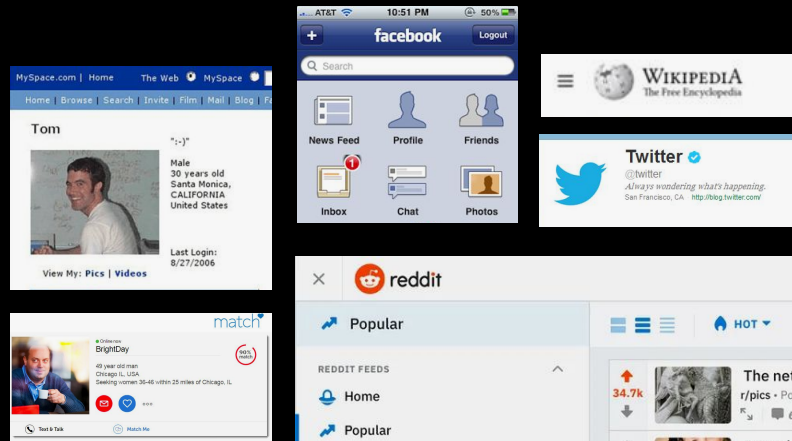 MySpace.com | Home The Web MySpace
Home | Browse | Search | Invite | Film | Mail | Blog |
Tom
":-)"
Male
30 years old
Santa Monica,
CALIFORNIA
United States
Last Login:
8/27/2006
View My: Pics | Videos
match
Online now
BrightDay
90%
match
49 year old man
Chicago IL, USA
Seeking women 36-46 within 25 miles of Chicago, IL
Text & Talk
Match Me
AT&T 10:51 PM 50%
+ facebook Logout
Search
News Feed Profile Friends
1
Inbox Chat Photos
WIKIPEDIA
The Free Encyclopedia
Twitter
@twitter
Always wondering what's happening.
San Francisco, CA http://blog.twitter.com/
reddit
Popular
HOT
REDDIT FEEDS
Home
Popular
34.7k
The net
r/pics • Po